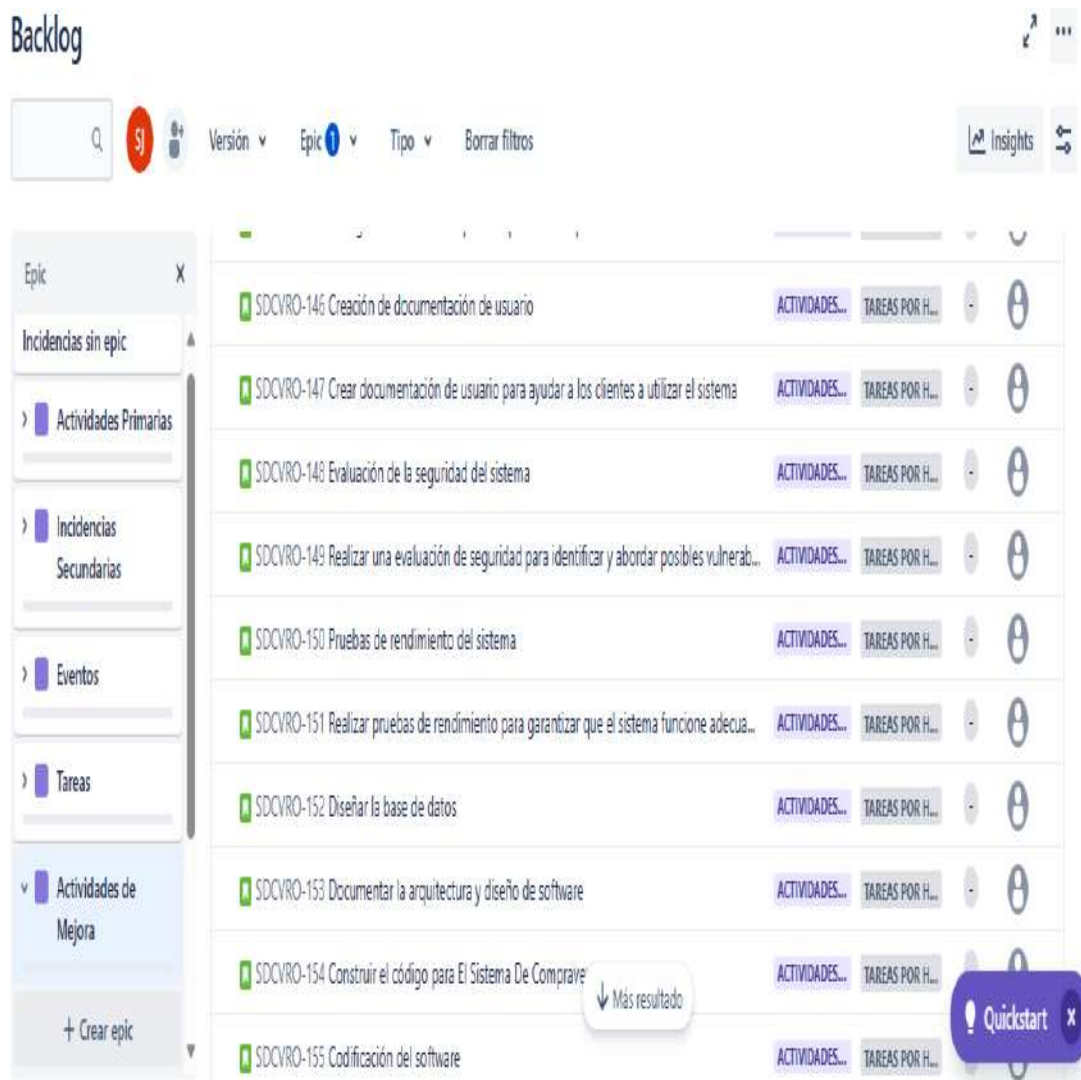 Backlog
SJ
Versión
Epic 1
Tipo
Borrar filtros
Insights
Epic X
Incidencias sin epic
Actividades Primarias
Incidencias
Secundarias
Eventos
Tareas
Actividades de
Mejora
+ Crear epic
SDCVRO-146 Creación de documentación de usuario ACTIVIDADES... TAREAS POR H... -
SDCVRO-147 Crear documentación de usuario para ayudar a los clientes a utilizar el sistema ACTIVIDADES... TAREAS POR H... -
SDCVRO-148 Evaluación de la seguridad del sistema ACTIVIDADES... TAREAS POR H... -
SDCVRO-149 Realizar una evaluación de seguridad para identificar y abordar posibles vulnerab... ACTIVIDADES... TAREAS POR H... -
SDCVRO-150 Pruebas de rendimiento del sistema ACTIVIDADES... TAREAS POR H... -
SDCVRO-151 Realizar pruebas de rendimiento para garantizar que el sistema funcione adecua... ACTIVIDADES... TAREAS POR H... -
SDCVRO-152 Diseñar la base de datos ACTIVIDADES... TAREAS POR H... -
SDCVRO-153 Documentar la arquitectura y diseño de software ACTIVIDADES... TAREAS POR H... -
SDCVRO-154 Construir el código para El Sistema De Comprave ACTIVIDADES... TAREAS POR H... -
Más resultado
Quickstart x
SDCVRO-155 Codificación del software ACTIVIDADES... TAREAS POR H... -